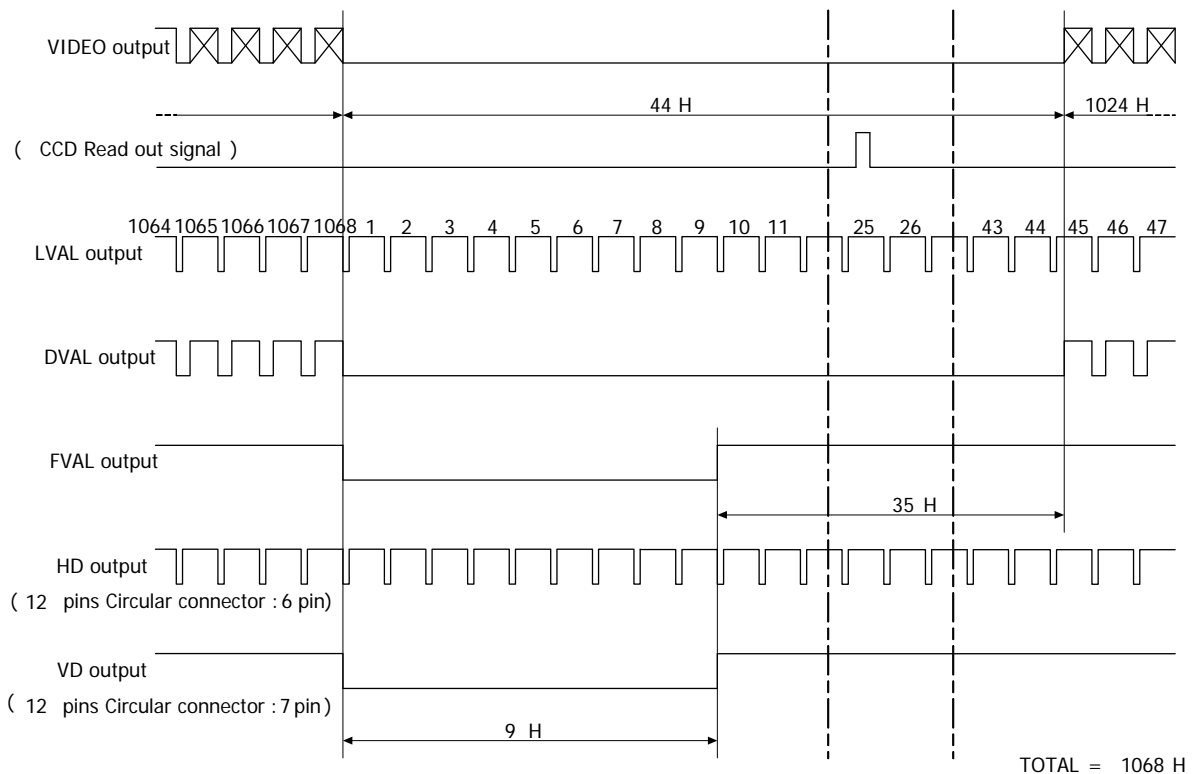 VIDEO output
44 H
1024 H
( CCD Read out signal )
1064 1065 1066 1067 1068 1 2 3 4 5 6 7 8 9 10 11 25 26 43 44 45 46 47
LVAL output
DVAL output
FVAL output
35 H
HD output
( 12 pins Circular connector : 6 pin)
VD output
( 12 pins Circular connector : 7 pin)
9 H
TOTAL = 1068 H